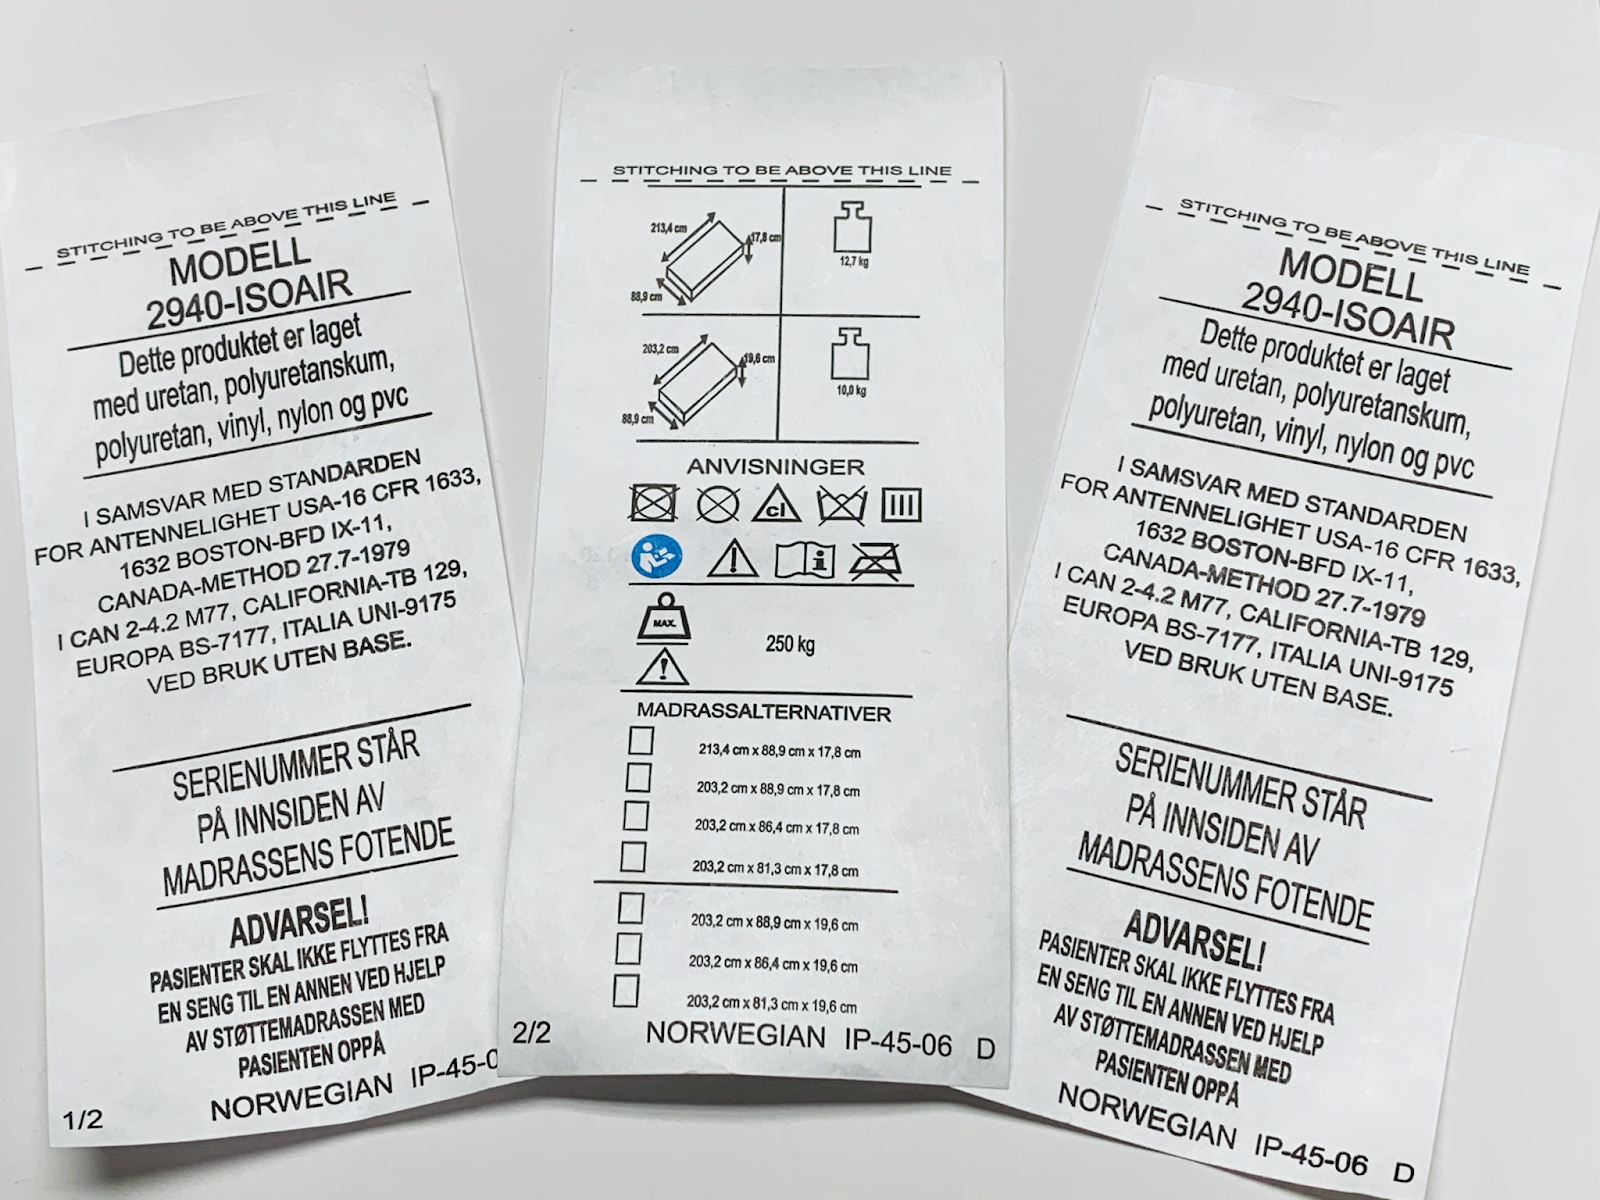 STITCHING TO BE ABOVE THIS LINE
MODELL
2940-ISOAIR
Dette produktet er laget
med uretan, polyuretanskum,
polyuretan, vinyl, nylon og pvc
I SAMSVAR MED STANDARDEN
FOR ANTENNELIGHET USA-16 CFR 1633,
1632 BOSTON-BFD IX-11,
CANADA-METHOD 27.7-1979
I CAN 2-4.2 M77, CALIFORNIA-TB 129,
EUROPA BS-7177, ITALIA UNI-9175
VED BRUK UTEN BASE.
SERIENUMMER STÅR
PÅ INNSIDEN AV
MADRASSENS FOTENDE
ADVARSEL!
PASIENTER SKAL IKKE FLYTTES FRA
EN SENG TIL EN ANNEN VED HJELP
AV STØTTEMADRASSEN MED
PASIENTEN OPPÅ
1/2 NORWEGIAN IP-45-0
STITCHING TO BE ABOVE THIS LINE
213,4 cm
17,8 cm
88,9 cm
12,7 kg
203,2 cm
19,6 cm
88,9 cm
10,0 kg
ANVISNINGER
cl
MAX.
250 kg
MADRASSALTERNATIVER
213,4 cm x 88,9 cm x 17,8 cm
203,2 cm x 88,9 cm x 17,8 cm
203,2 cm x 86,4 cm x 17,8 cm
203,2 cm x 81,3 cm x 17,8 cm
203,2 cm x 88,9 cm x 19,6 cm
203,2 cm x 86,4 cm x 19,6 cm
203,2 cm x 81,3 cm x 19,6 cm
2/2 NORWEGIAN IP-45-06 D
STITCHING TO BE ABOVE THIS LINE
MODELL
2940-ISOAIR
Dette produktet er laget
med uretan, polyuretanskum,
polyuretan, vinyl, nylon og pvc
I SAMSVAR MED STANDARDEN
FOR ANTENNELIGHET USA-16 CFR 1633,
1632 BOSTON-BFD IX-11,
CANADA-METHOD 27.7-1979
I CAN 2-4.2 M77, CALIFORNIA-TB 129,
EUROPA BS-7177, ITALIA UNI-9175
VED BRUK UTEN BASE.
SERIENUMMER STÅR
PÅ INNSIDEN AV
MADRASSENS FOTENDE
ADVARSEL!
PASIENTER SKAL IKKE FLYTTES FRA
EN SENG TIL EN ANNEN VED HJELP
AV STØTTEMADRASSEN MED
PASIENTEN OPPÅ
NORWEGIAN IP-45-06 D